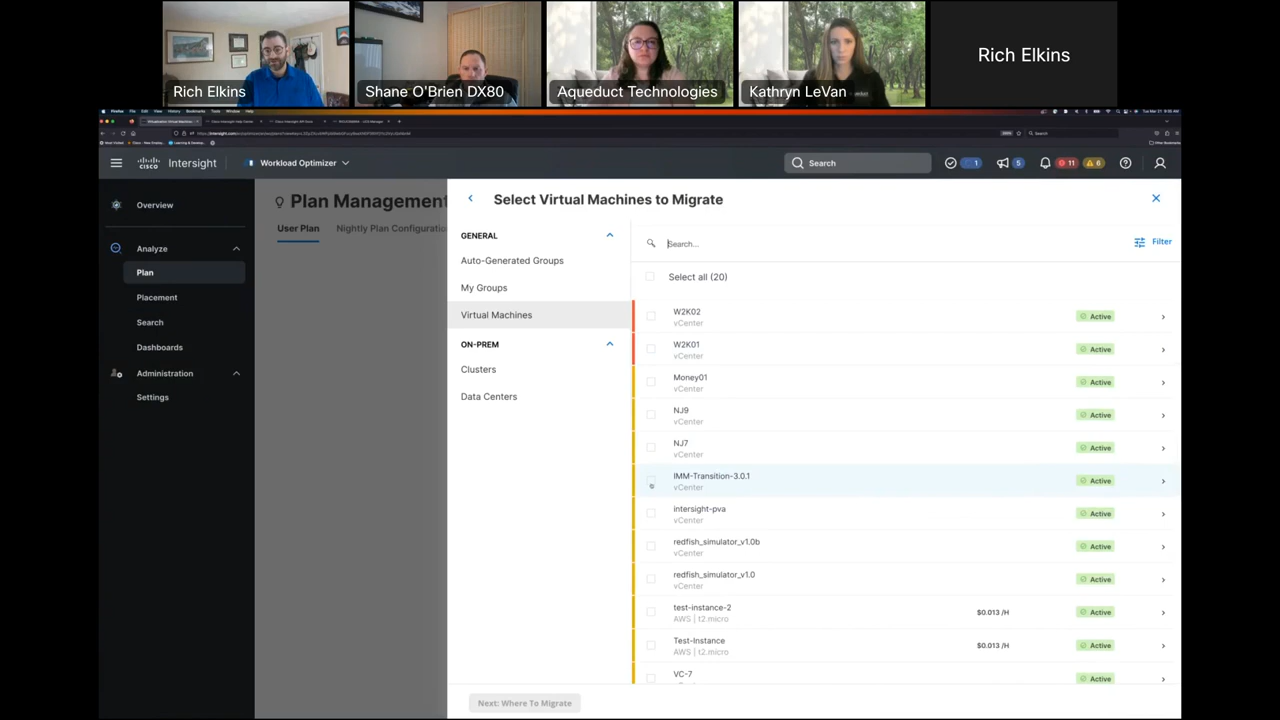 Rich Elkins
Rich Elkins
Shane O'Brien DX80
Aqueduct Technologies
Kathryn LeVan
CISCO Intersight
Workload Optimizer
Search
1
5
11
6
Overview
Analyze
Plan
Placement
Search
Dashboards
Administration
Settings
Plan Management
User Plan
Nightly Plan Configuratio
Select Virtual Machines to Migrate
GENERAL
Auto-Generated Groups
My Groups
Virtual Machines
ON-PREM
Clusters
Data Centers
Search...
Filter
Select all (20)
W2K02
vCenter
Active
W2K01
vCenter
Active
Money01
vCenter
Active
NJ9
vCenter
Active
NJ7
vCenter
Active
IMM-Transition-3.0.1
vCenter
Active
intersight-pva
vCenter
Active
redfish_simulator_v1.0b
vCenter
Active
redfish_simulator_v1.0
vCenter
Active
test-instance-2
AWS | t2.micro
$0.013 /H
Active
Test-Instance
AWS | t2.micro
$0.013 /H
Active
VC-7
Active
Next: Where To Migrate